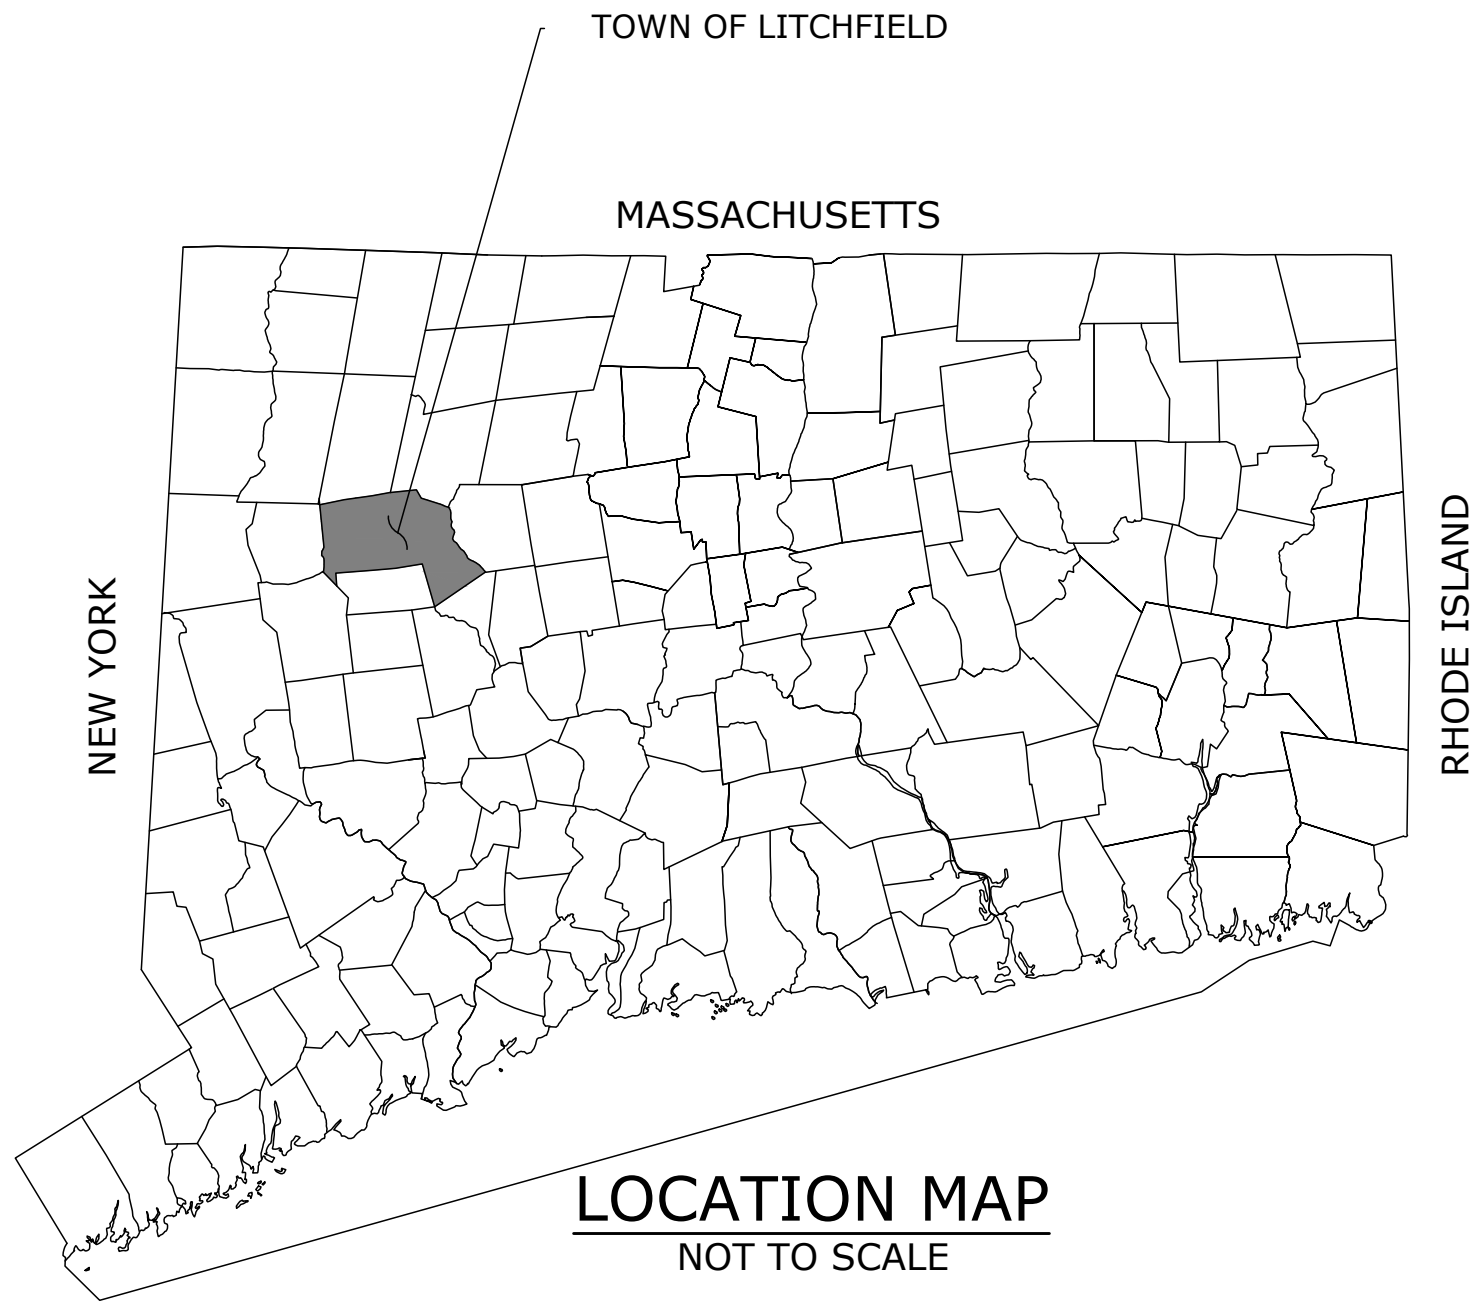 TOWN OF LITCHFIELD
MASSACHUSETTS
NEW YORK
RHODE ISLAND
LOCATION MAP
NOT TO SCALE